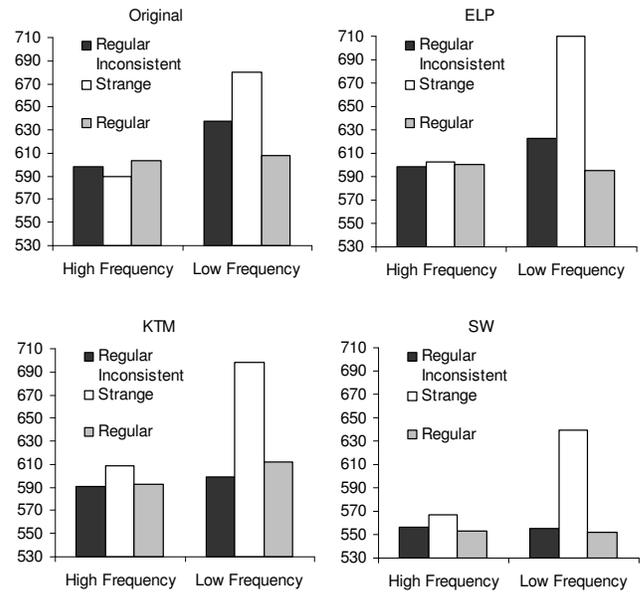 Original
710
690
670
650
630
610
590
570
550
530
Regular
Inconsistent
Strange
Regular
High Frequency
Low Frequency
ELP
710
690
670
650
630
610
590
570
550
530
Regular
Inconsistent
Strange
Regular
High Frequency
Low Frequency
KTM
710
690
670
650
630
610
590
570
550
530
Regular
Inconsistent
Strange
Regular
High Frequency
Low Frequency
SW
710
690
670
650
630
610
590
570
550
530
Regular
Inconsistent
Strange
Regular
High Frequency
Low Frequency